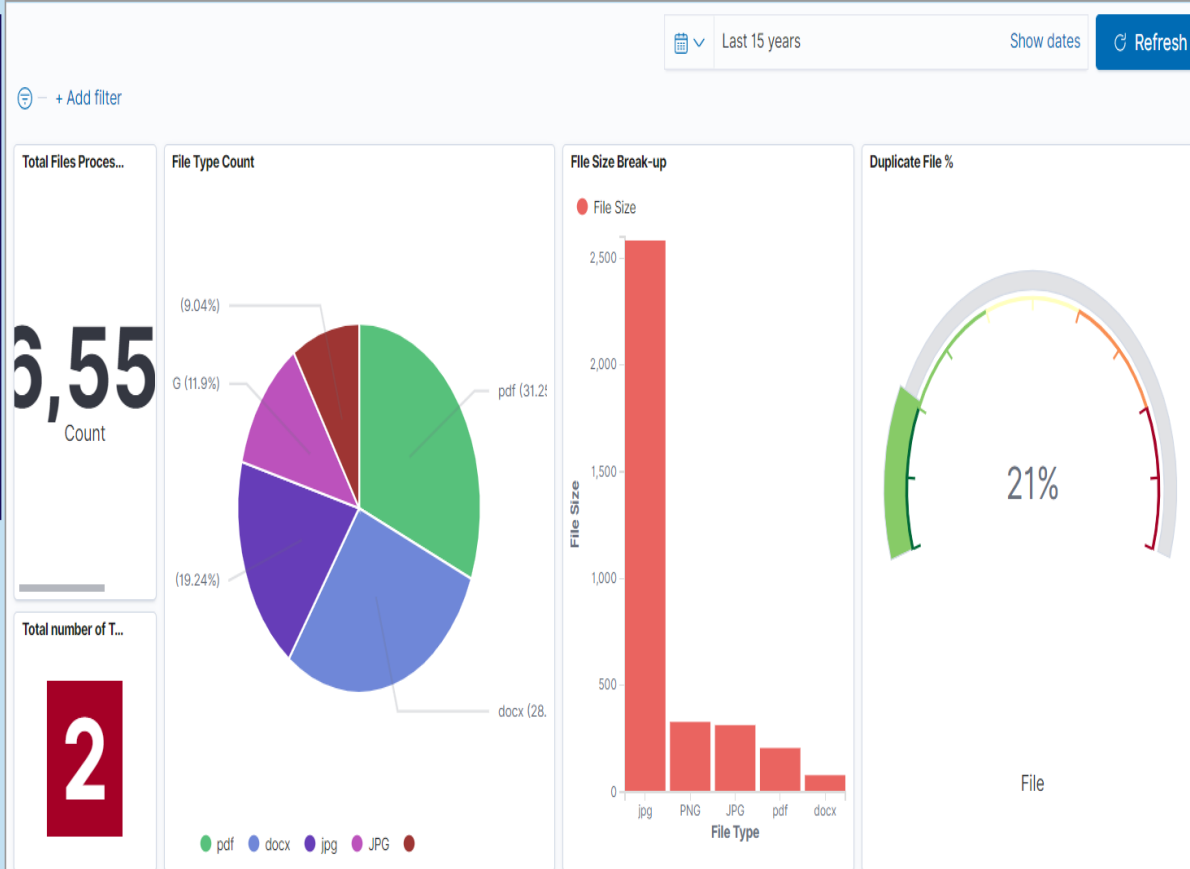 Last 15 years
Show dates
Refresh
+ Add filter
Total Files Proces...
6,55
Count
Total number of T...
2
File Type Count
(9.04%)
G (11.9%)
(19.24%)
pdf (31.25
docx (28.
pdf
docx
jpg
JPG
FIle Size Break-up
File Size
File Size
2,500
2,000
1,500
1,000
500
0
jpg
PNG
JPG
pdf
docx
File Type
Duplicate File %
21%
File